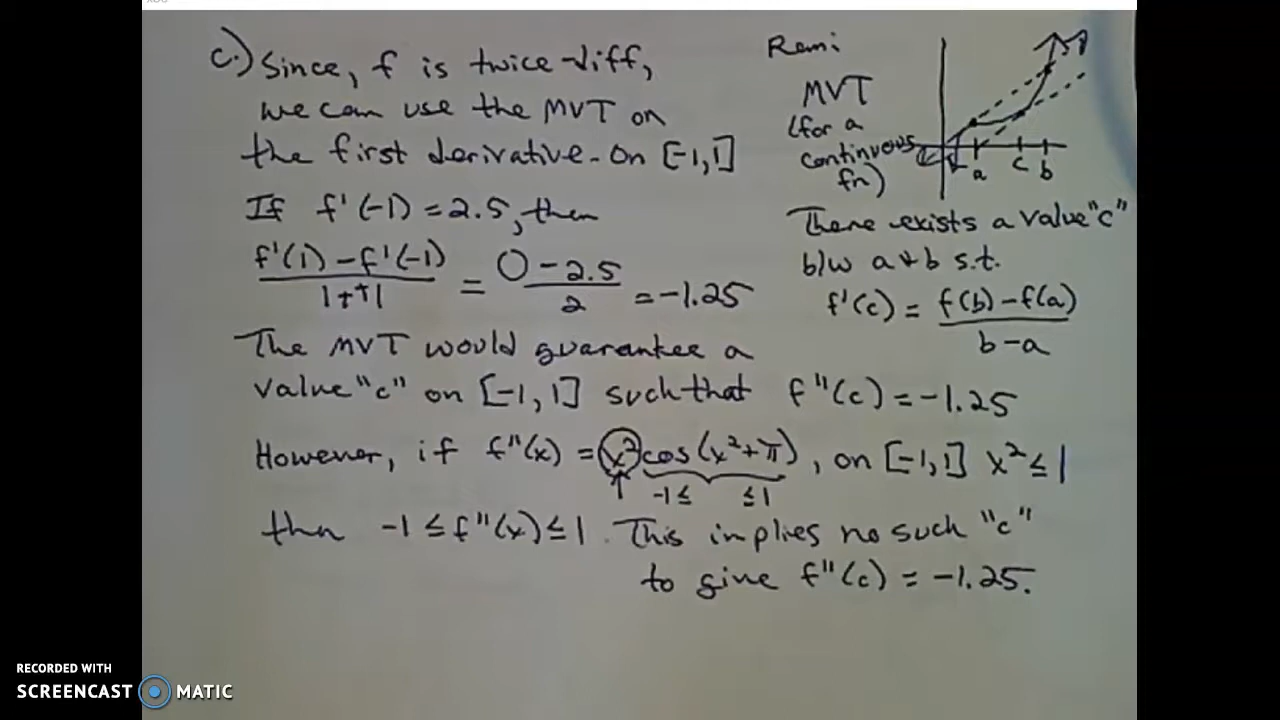 c.) Since, f is twice-diff,
we can use the MVT on
the first derivative on [-1,1]
If f'(-1) = 2.5, then
f'(1) - f'(-1) / 1++1 = 0 - 2.5 / 2 = -1.25
The MVT would guarantee a
value "c" on [-1, 1] such that f"(c) = -1.25
However, if f"(x) = x² cos(x²+π), on [-1,1] x² ≤ 1
-1 ≤ ≤ 1
then -1 ≤ f"(x) ≤ 1. This implies no such "c"
to give f"(c) = -1.25.
Rem:
MVT
(for a
continuous
fn)
a c b
There exists a value "c"
b/w a & b s.t.
f'(c) = f(b) - f(a) / b - a
RECORDED WITH
SCREENCAST MATIC